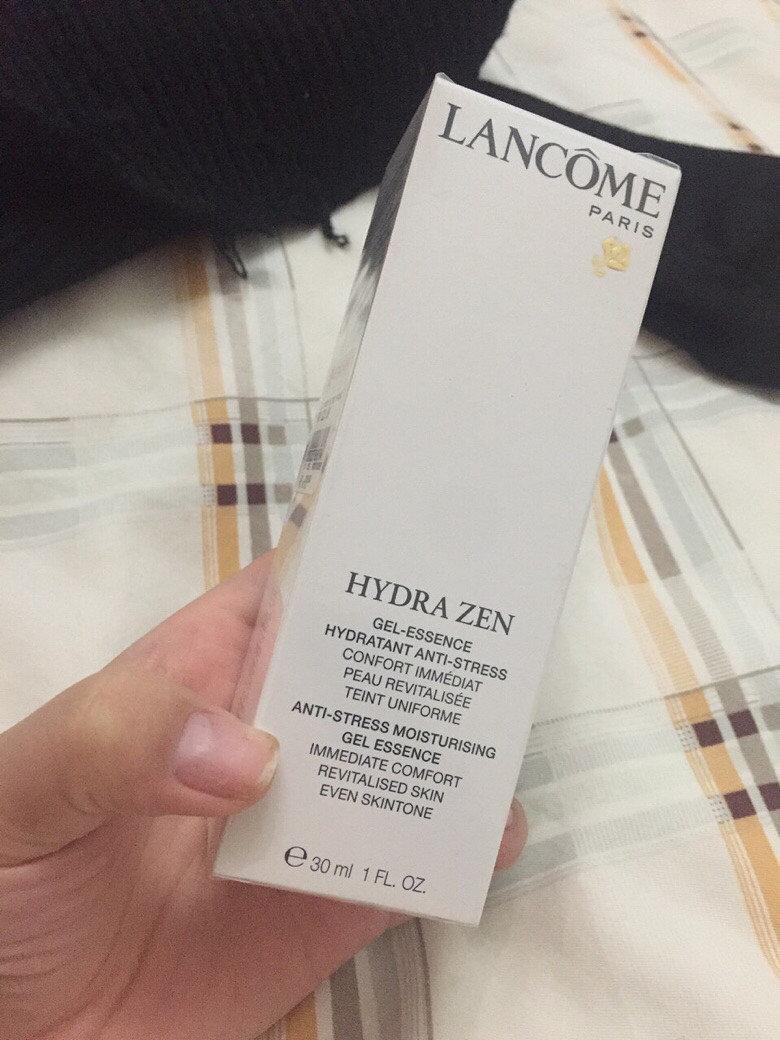 LANCÔME
PARIS
HYDRA ZEN
GEL-ESSENCE
HYDRATANT ANTI-STRESS
CONFORT IMMÉDIAT
PEAU REVITALISÉE
TEINT UNIFORME
ANTI-STRESS MOISTURISING
GEL ESSENCE
IMMEDIATE COMFORT
REVITALISED SKIN
EVEN SKINTONE
℮ 30 ml 1 FL. OZ.